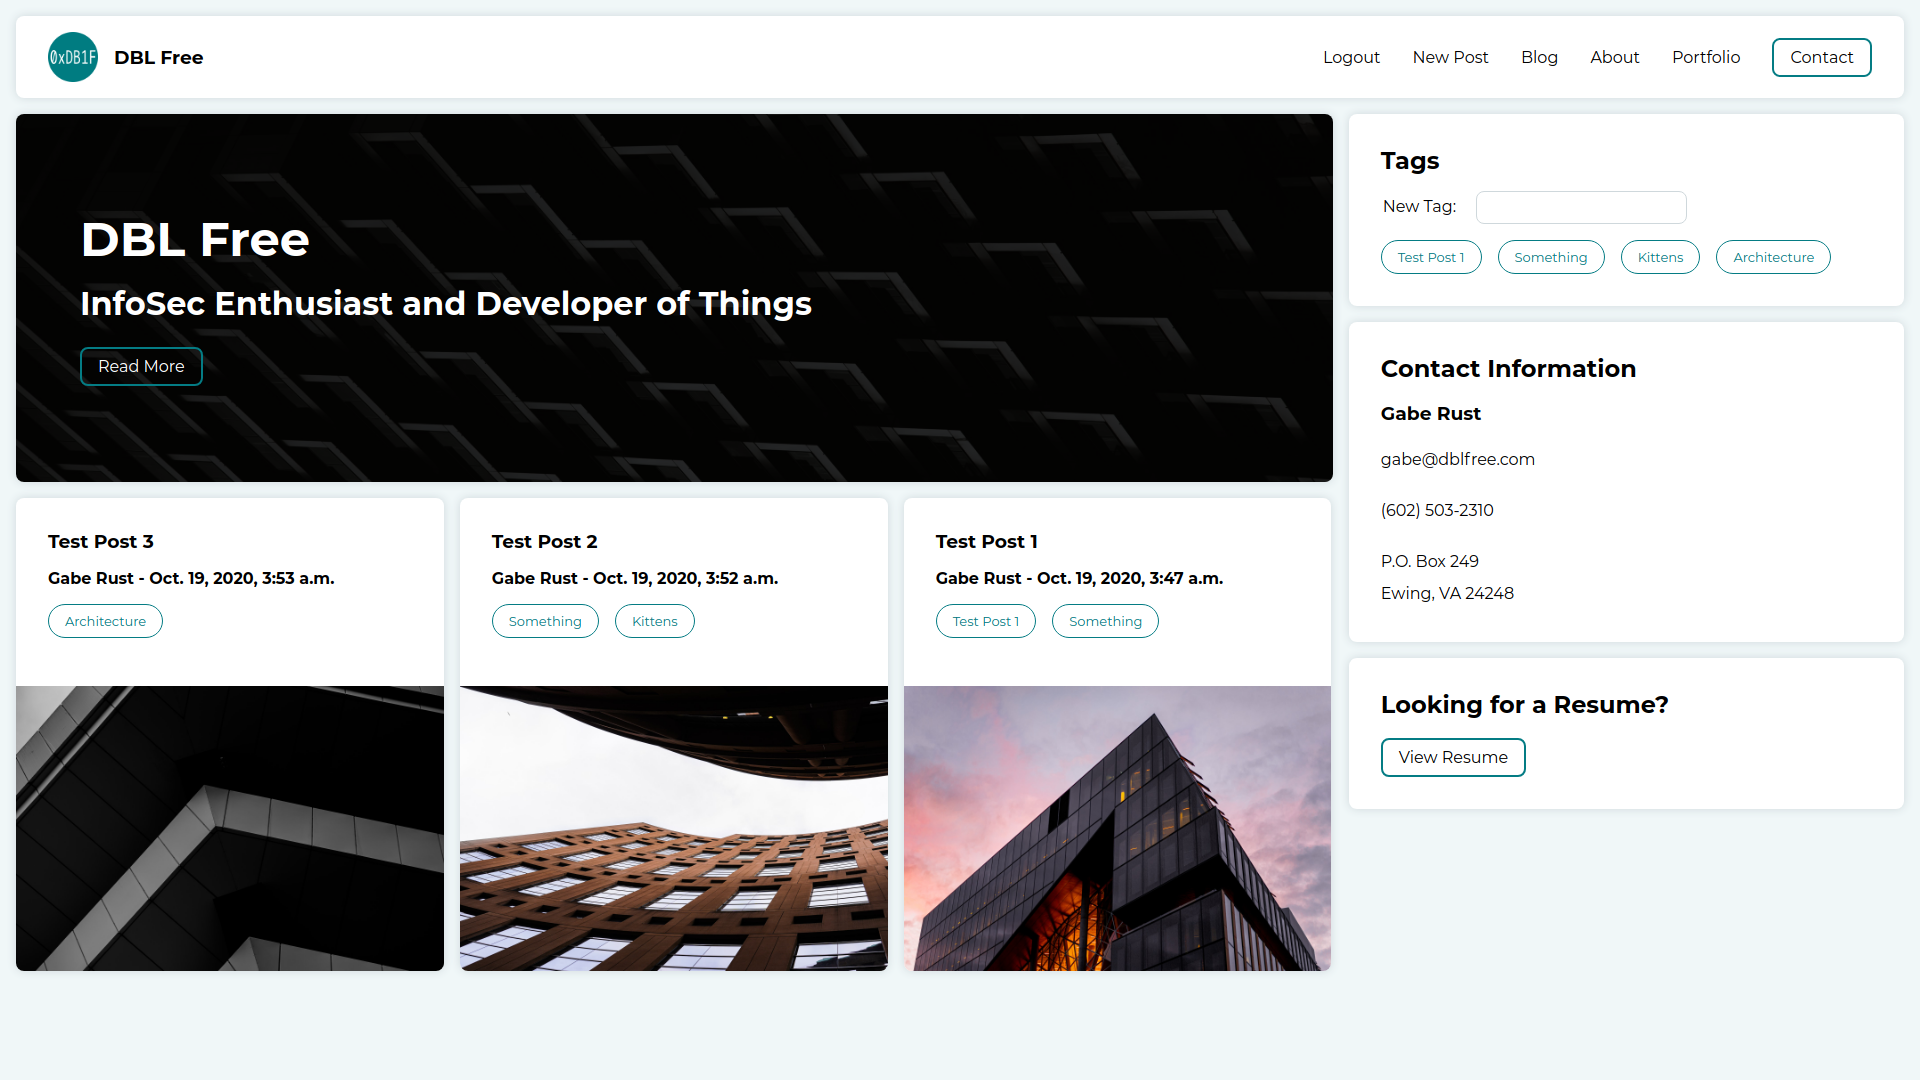 0xDB1F
DBL Free
Logout
New Post
Blog
About
Portfolio
Contact
DBL Free
InfoSec Enthusiast and Developer of Things
Read More
Test Post 3
Gabe Rust - Oct. 19, 2020, 3:53 a.m.
Architecture
Test Post 2
Gabe Rust - Oct. 19, 2020, 3:52 a.m.
Something
Kittens
Test Post 1
Gabe Rust - Oct. 19, 2020, 3:47 a.m.
Test Post 1
Something
Tags
New Tag:
Test Post 1
Something
Kittens
Architecture
Contact Information
Gabe Rust
gabe@dblfree.com
(602) 503-2310
P.O. Box 249
Ewing, VA 24248
Looking for a Resume?
View Resume